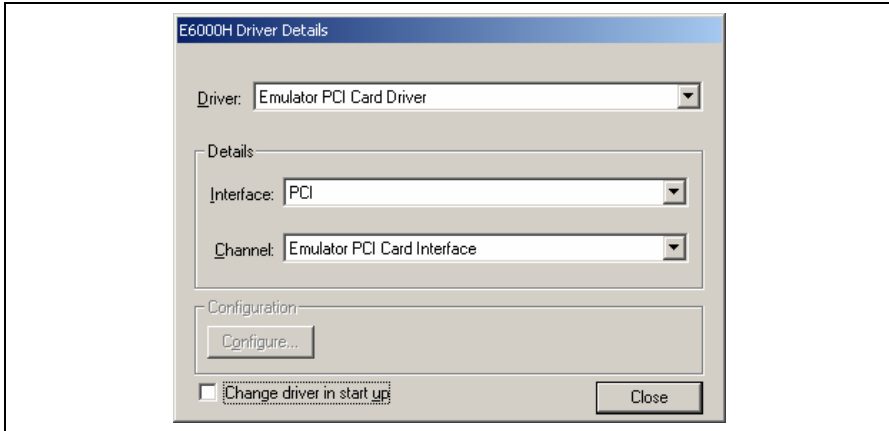 E6000H Driver Details
Driver: Emulator PCI Card Driver
Details
Interface: PCI
Channel: Emulator PCI Card Interface
Configuration
Configure...
Change driver in start up
Close